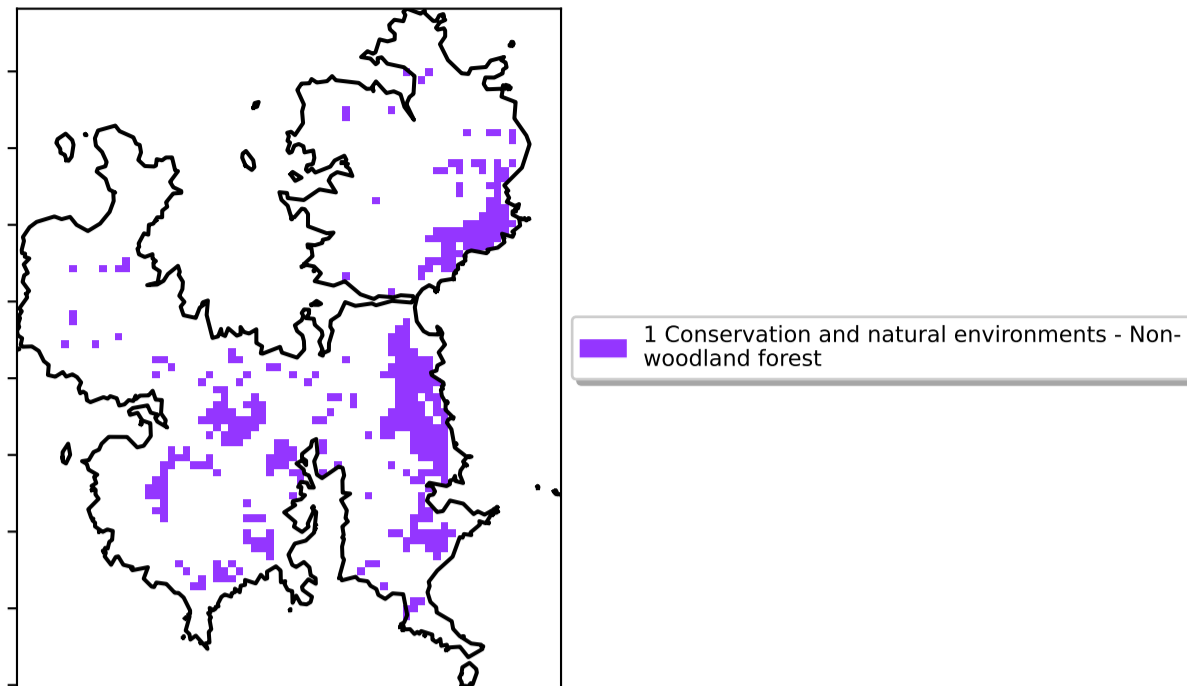 1 Conservation and natural environments - Non-
woodland forest